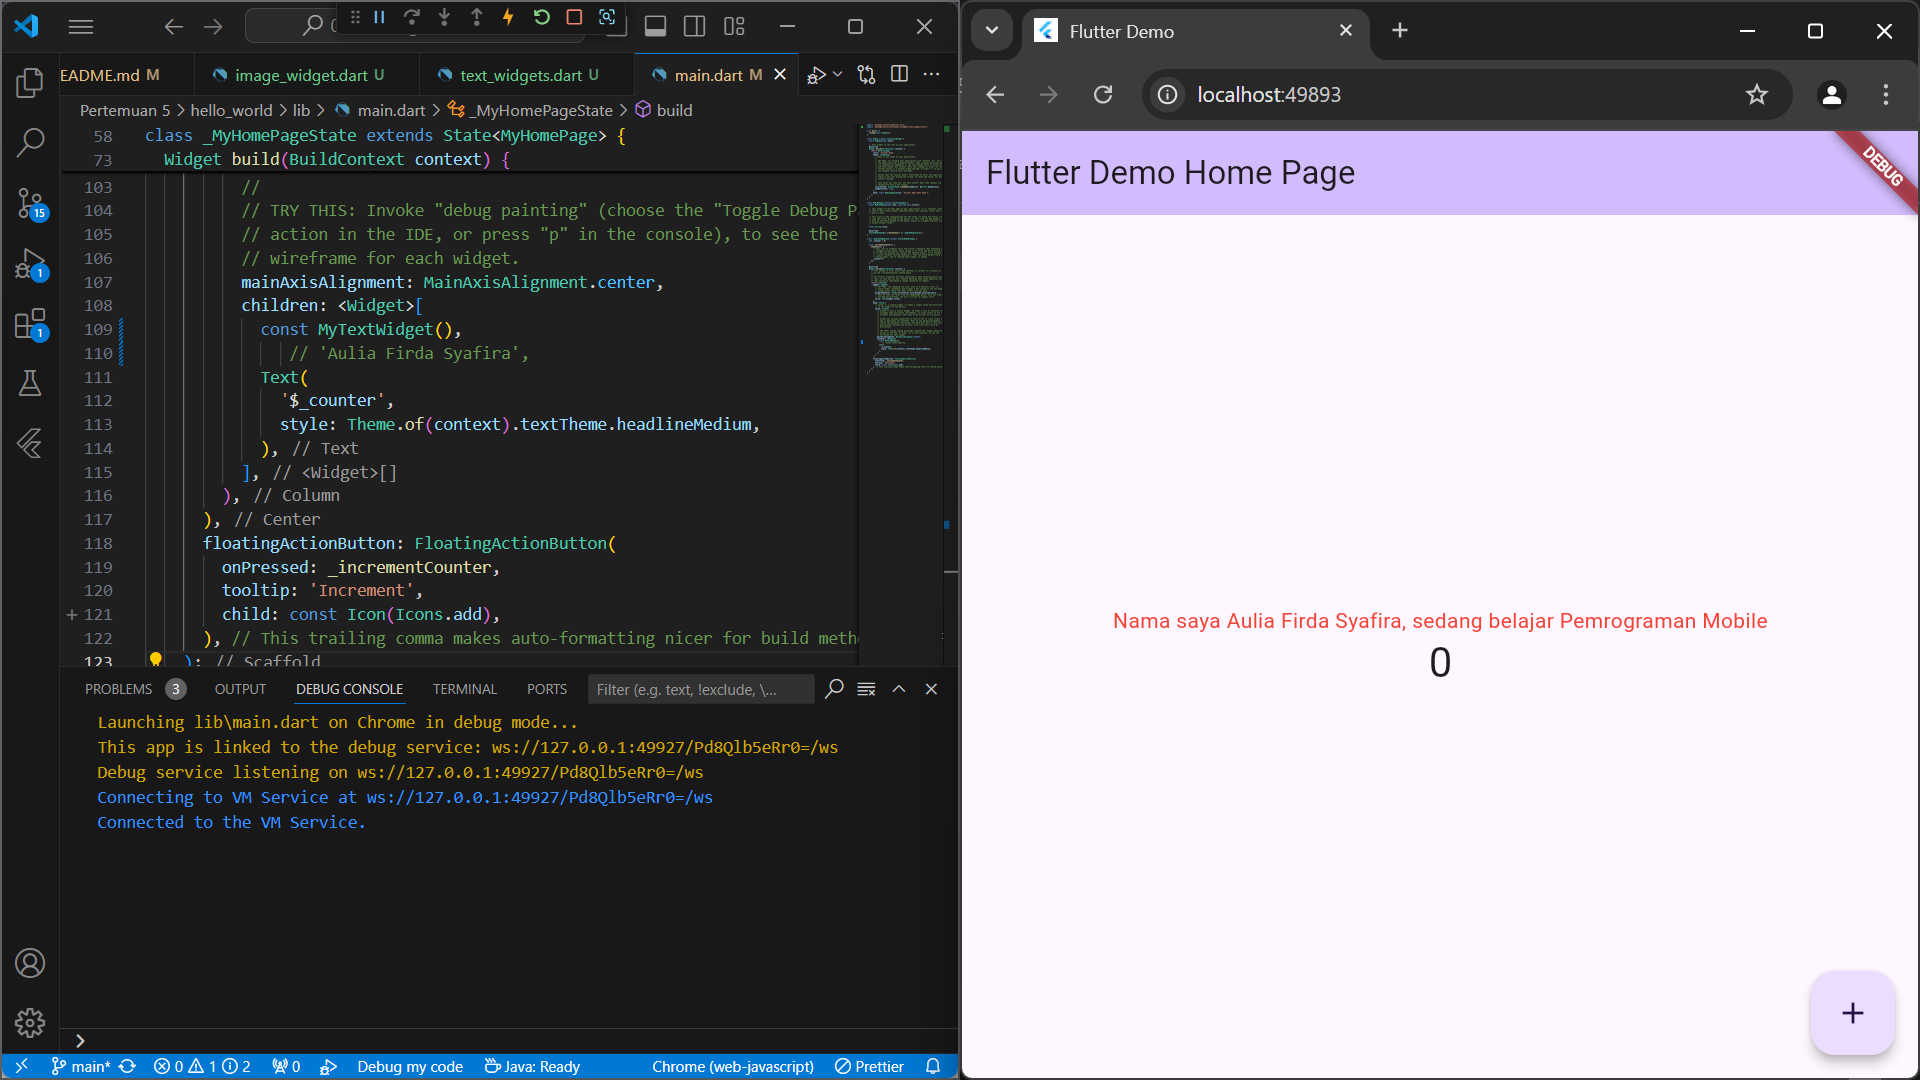 EADME.md M
image_widget.dart U
text_widgets.dart U
main.dart M
Pertemuan 5 > hello_world > lib > main.dart > _MyHomePageState > build
58 class _MyHomePageState extends State<MyHomePage> {
73 Widget build(BuildContext context) {
103 //
104 // TRY THIS: Invoke "debug painting" (choose the "Toggle Debug P
105 // action in the IDE, or press "p" in the console), to see the
106 // wireframe for each widget.
107 mainAxisAlignment: MainAxisAlignment.center,
108 children: <Widget>[
109 const MyTextWidget(),
110 // 'Aulia Firda Syafira',
111 Text(
112 '$_counter',
113 style: Theme.of(context).textTheme.headlineMedium,
114 ), // Text
115 ], // <Widget>[]
116 ), // Column
117 ), // Center
118 floatingActionButton: FloatingActionButton(
119 onPressed: _incrementCounter,
120 tooltip: 'Increment',
121 child: const Icon(Icons.add),
122 ), // This trailing comma makes auto-formatting nicer for build meth
123 ); // Scaffold
PROBLEMS 3 OUTPUT DEBUG CONSOLE TERMINAL PORTS Filter (e.g. text, !exclude, \...
Launching lib\main.dart on Chrome in debug mode...
This app is linked to the debug service: ws://127.0.0.1:49927/Pd8Qlb5eRr0=/ws
Debug service listening on ws://127.0.0.1:49927/Pd8Qlb5eRr0=/ws
Connecting to VM Service at ws://127.0.0.1:49927/Pd8Qlb5eRr0=/ws
Connected to the VM Service.
15
1
1
main* 0 1 2 0 Debug my code Java: Ready Chrome (web-javascript) Prettier
Flutter Demo
localhost:49893
Flutter Demo Home Page
DEBUG
Nama saya Aulia Firda Syafira, sedang belajar Pemrograman Mobile
0